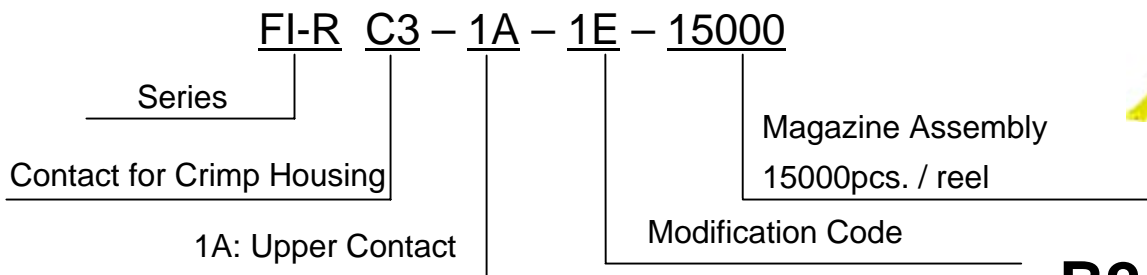 FI-R C3 – 1A – 1E – 15000
Series
Magazine Assembly
Contact for Crimp Housing
15000pcs. / reel
1A: Upper Contact
Modification Code